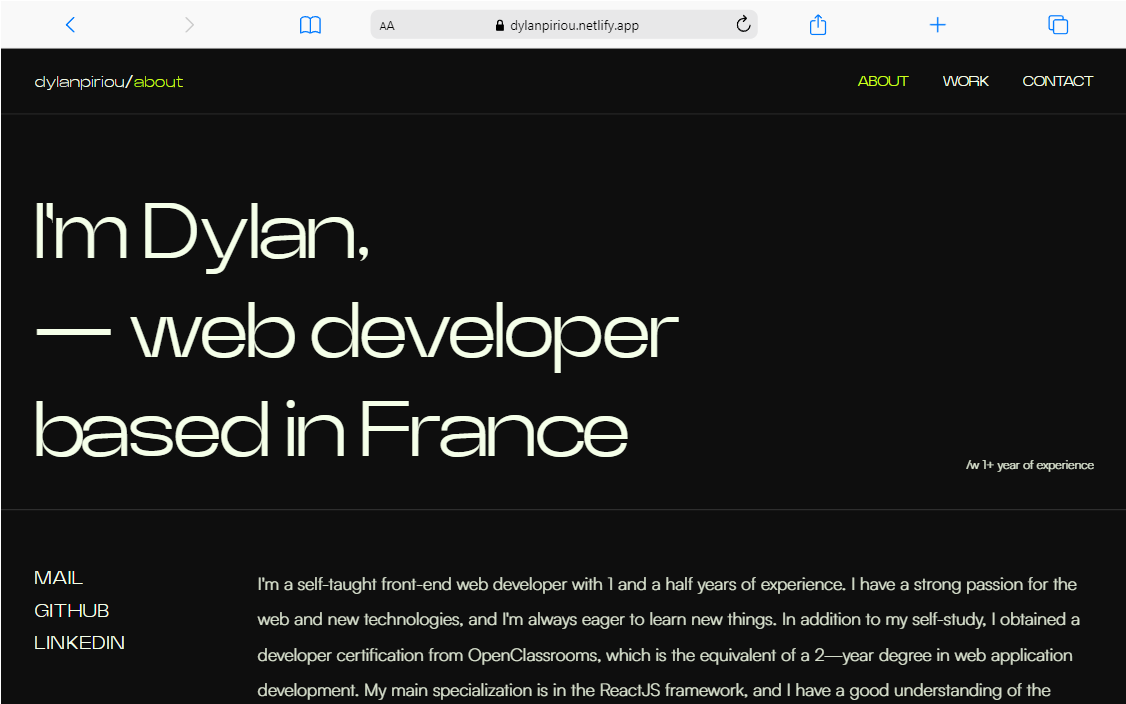 AA dylanpiriou.netlify.app
dylanpiriou/about ABOUT WORK CONTACT
I'm Dylan,
— web developer
based in France
/w 1+ year of experience
MAIL
GITHUB
LINKEDIN
I'm a self-taught front-end web developer with 1 and a half years of experience. I have a strong passion for the
web and new technologies, and I'm always eager to learn new things. In addition to my self-study, I obtained a
developer certification from OpenClassrooms, which is the equivalent of a 2—year degree in web application
development. My main specialization is in the ReactJS framework, and I have a good understanding of the